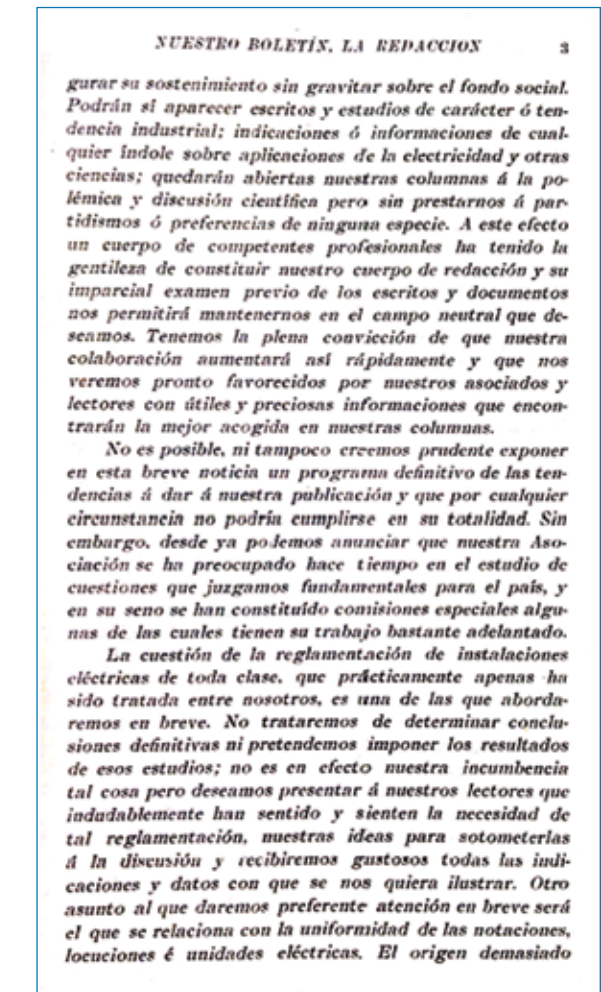 NUESTRO BOLETÍN, LA REDACCION 3
gurar su sostenimiento sin gravitar sobre el fondo social.
Podrán si aparecer escritos y estudios de carácter ó ten-
dencia industrial; indicaciones ó informaciones de cual-
quier índole sobre aplicaciones de la electricidad y otras
ciencias; quedarán abiertas nuestras columnas á la po-
lémica y discusión científica pero sin prestarnos á par-
tidismos ó preferencias de ninguna especie. A este efecto
un cuerpo de competentes profesionales ha tenido la
gentileza de constituir nuestro cuerpo de redacción y su
imparcial examen previo de los escritos y documentos
nos permitirá mantenernos en el campo neutral que de-
seamos. Tenemos la plena convicción de que nuestra
colaboración aumentará así rápidamente y que nos
veremos pronto favorecidos por nuestros asociados y
lectores con útiles y preciosas informaciones que encon-
trarán la mejor acogida en nuestras columnas.
No es posible, ni tampoco creemos prudente exponer
en esta breve noticia un programa definitivo de las ten-
dencias á dar á nuestra publicación y que por cualquier
circunstancia no podría cumplirse en su totalidad. Sin
embargo, desde ya podemos anunciar que nuestra Aso-
ciación se ha preocupado hace tiempo en el estudio de
cuestiones que juzgamos fundamentales para el país, y
en su seno se han constituído comisiones especiales algu-
nas de las cuales tienen su trabajo bastante adelantado.
La cuestión de la reglamentación de instalaciones
eléctricas de toda clase, que prácticamente apenas ha
sido tratada entre nosotros, es una de las que aborda-
remos en breve. No trataremos de determinar conclu-
siones definitivas ni pretendemos imponer los resultados
de esos estudios; no es en efecto nuestra incumbencia
tal cosa pero deseamos presentar á nuestros lectores que
indudablemente han sentido y sienten la necesidad de
tal reglamentación, nuestras ideas para sotometerlas
á la discusión y recibiremos gustosos todas las indi-
caciones y datos con que se nos quiera ilustrar. Otro
asunto al que daremos preferente atención en breve será
el que se relaciona con la uniformidad de las notaciones,
locuciones é unidades eléctricas. El origen demasiado